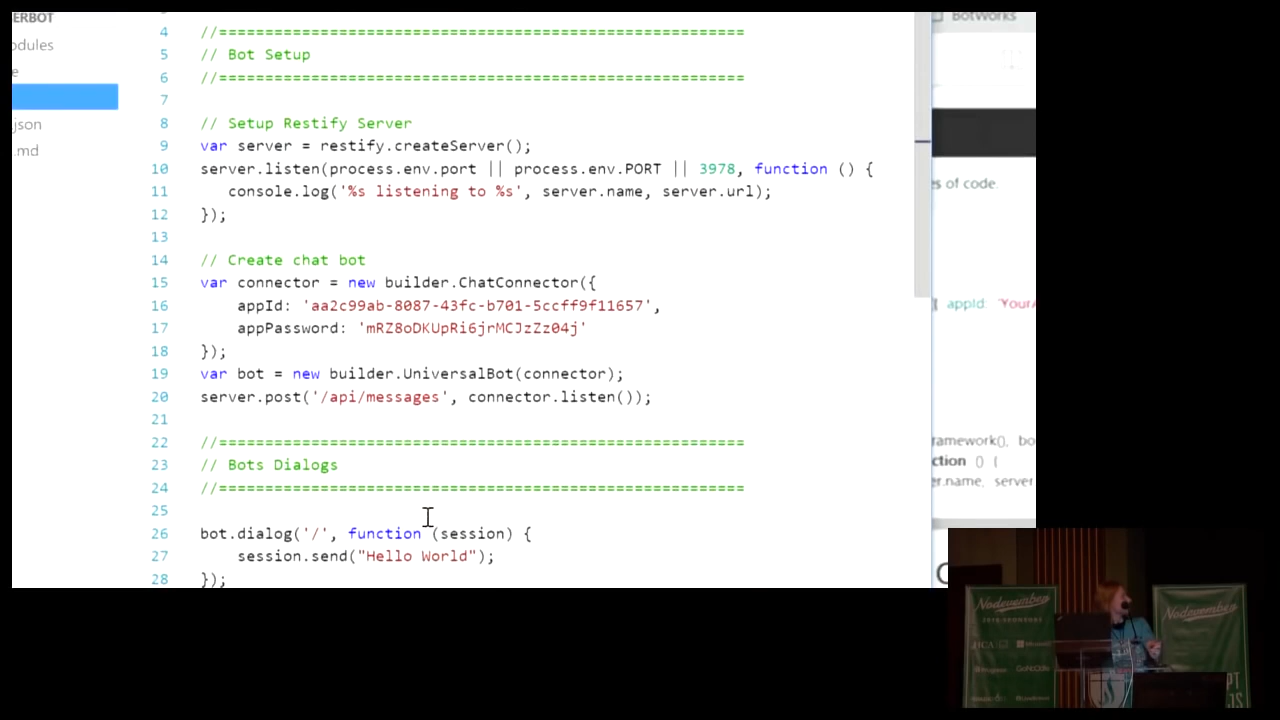 ERBOT
odules
e
json
.md
4 //=========================================================
5 // Bot Setup
6 //=========================================================
7
8 // Setup Restify Server
9 var server = restify.createServer();
10 server.listen(process.env.port || process.env.PORT || 3978, function () {
11 console.log('%s listening to %s', server.name, server.url);
12 });
13
14 // Create chat bot
15 var connector = new builder.ChatConnector({
16 appId: 'aa2c99ab-8087-43fc-b701-5ccff9f11657',
17 appPassword: 'mRZ8oDKUpRi6jrMCJzZz04j'
18 });
19 var bot = new builder.UniversalBot(connector);
20 server.post('/api/messages', connector.listen());
21
22 //=========================================================
23 // Bots Dialogs
24 //=========================================================
25
26 bot.dialog('/', function (session) {
27 session.send("Hello World");
28 });
BotWorks
es of code.
appId: 'YourA
ramework(), bo
ction () {
er.name, server
Nodevember
Nodevember